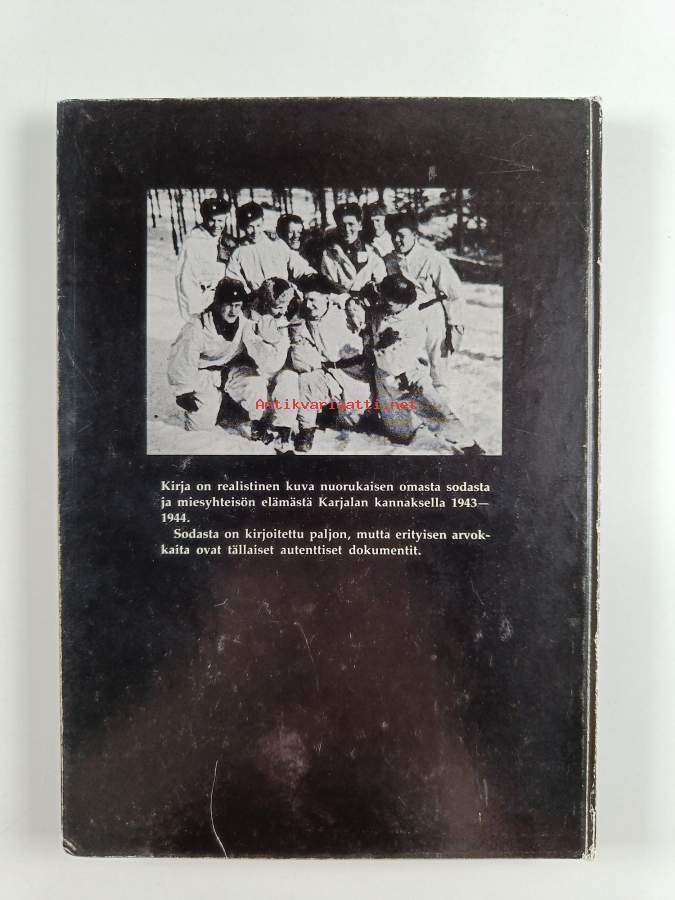 Antikvariaatti.net
Kirja on realistinen kuva nuorukaisen omasta sodasta
ja miesyhteisön elämästä Karjalan kannaksella 1943—
1944.
Sodasta on kirjoitettu paljon, mutta erityisen arvok-
kaita ovat tällaiset autenttiset dokumentit.